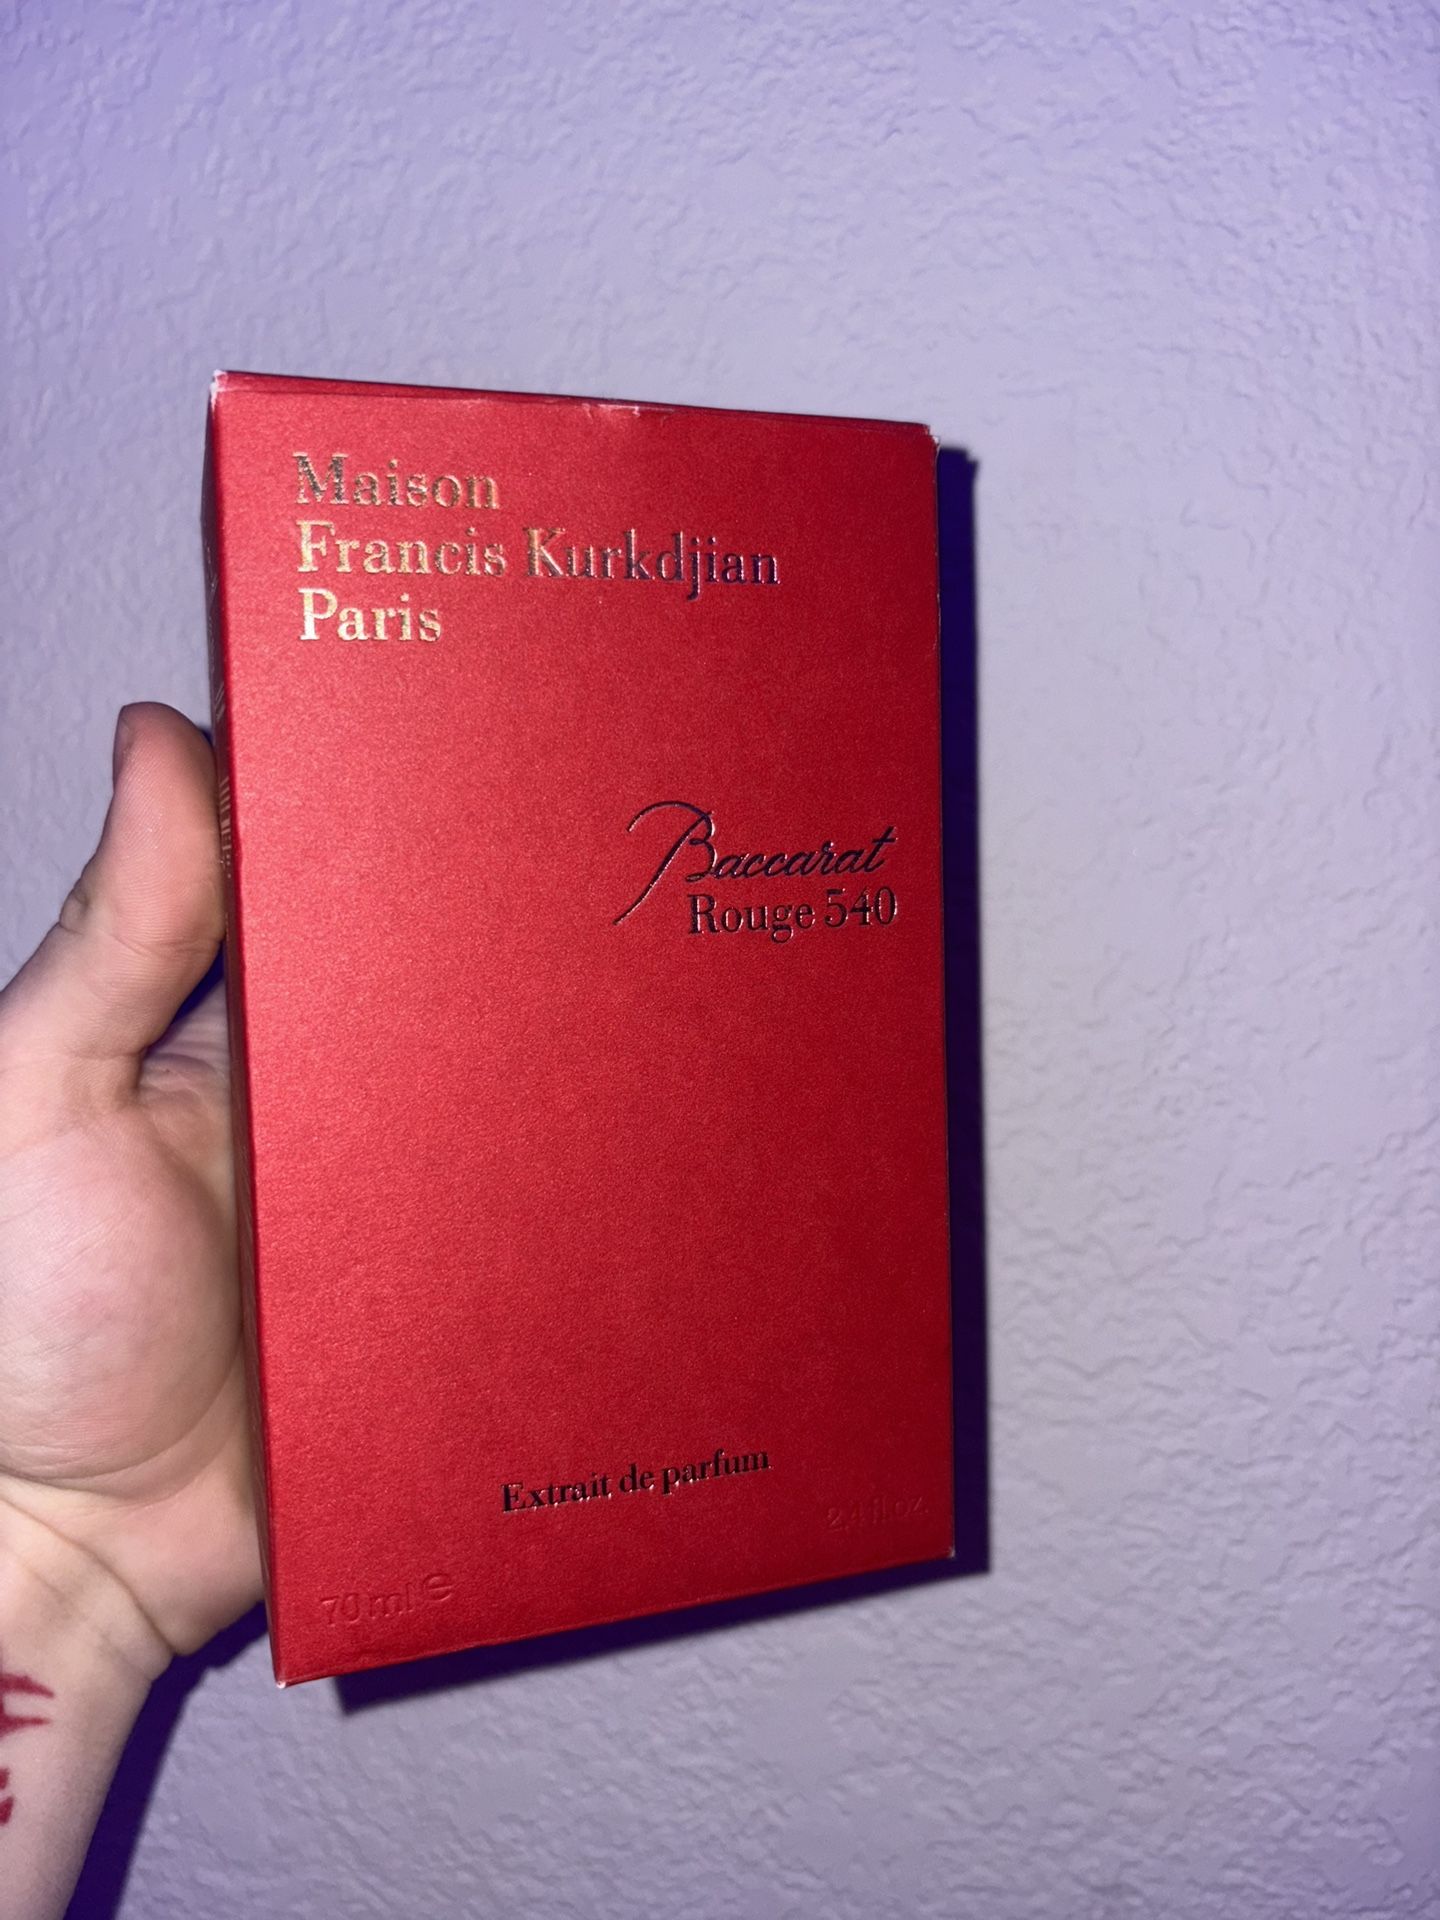 Maison
Francis Kurkdjian
Paris
Baccarat
Rouge 540
Extrait de parfum
2.4 fl.oz.
70 ml ℮